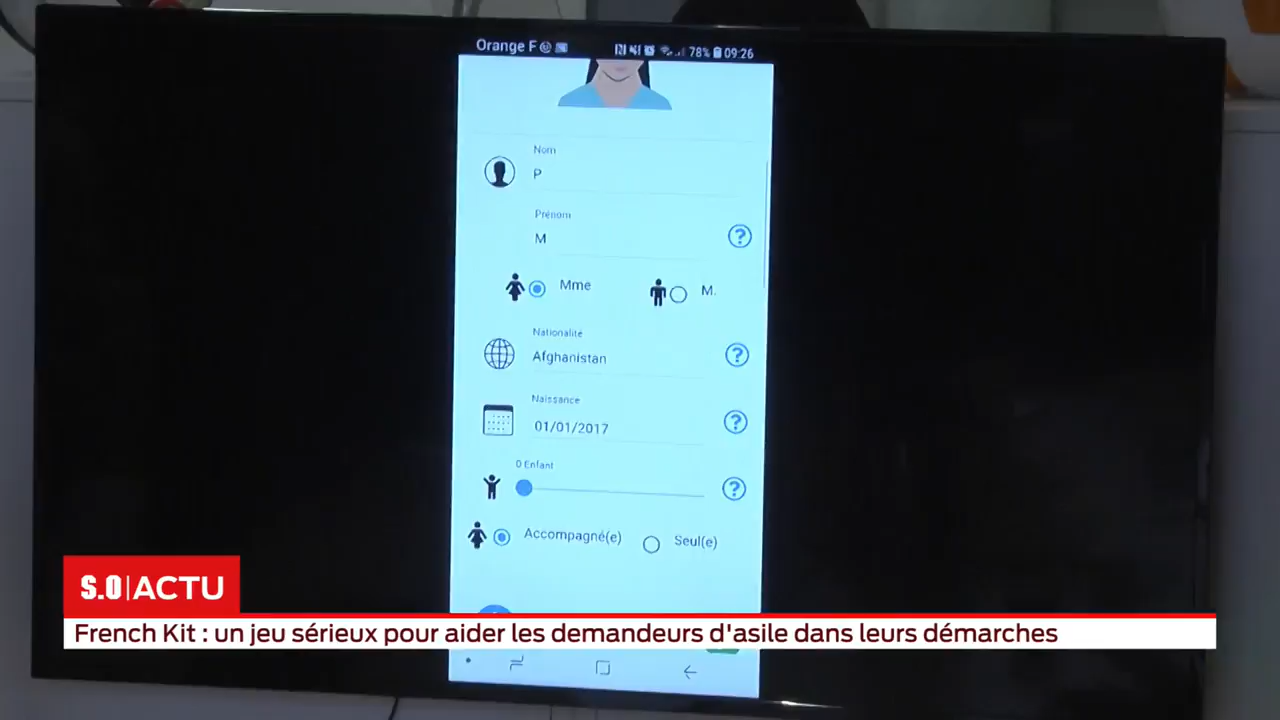 Orange F 78% 09:26
Nom
P
Prénom
M
?
Mme M.
Nationalité
Afghanistan
?
Naissance
01/01/2017
?
0 Enfant
?
Accompagné(e) Seul(e)
S.O|ACTU
French Kit : un jeu sérieux pour aider les demandeurs d'asile dans leurs démarches